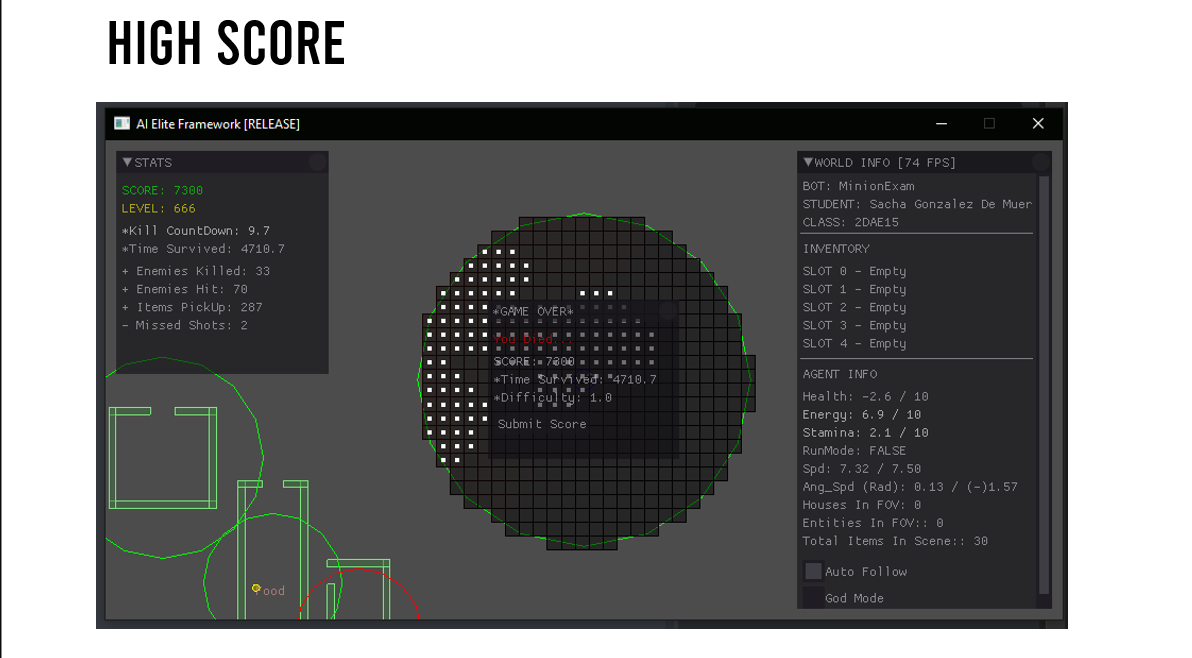 HIGH SCORE
AI Elite Framework [RELEASE]
STATS
SCORE: 7300
LEVEL: 666
*Kill CountDown: 9.7
*Time Survived: 4710.7
+ Enemies Killed: 33
+ Enemies Hit: 70
+ Items PickUp: 287
- Missed Shots: 2
*GAME OVER*
You Died...
SCORE: 7300
*Time Survived: 4710.7
*Difficulty: 1.0
Submit Score
Food
WORLD INFO [74 FPS]
BOT: MinionExam
STUDENT: Sacha Gonzalez De Muer
CLASS: 2DAE15
INVENTORY
SLOT 0 - Empty
SLOT 1 - Empty
SLOT 2 - Empty
SLOT 3 - Empty
SLOT 4 - Empty
AGENT INFO
Health: -2.6 / 10
Energy: 6.9 / 10
Stamina: 2.1 / 10
RunMode: FALSE
Spd: 7.32 / 7.50
Ang_Spd (Rad): 0.13 / (-)1.57
Houses In FOV: 0
Entities In FOV:: 0
Total Items In Scene:: 30
Auto Follow
God Mode